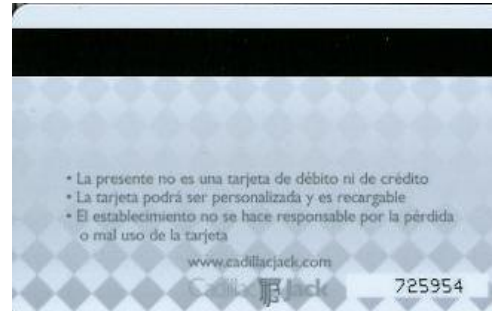 • La presente no es una tarjeta de débito ni de crédito
• La tarjeta podrá ser personalizada y es recargable
• El establecimiento no se hace responsable por la pérdida
o mal uso de la tarjeta
www.cadillacjack.com
Cadillac Jack
725954